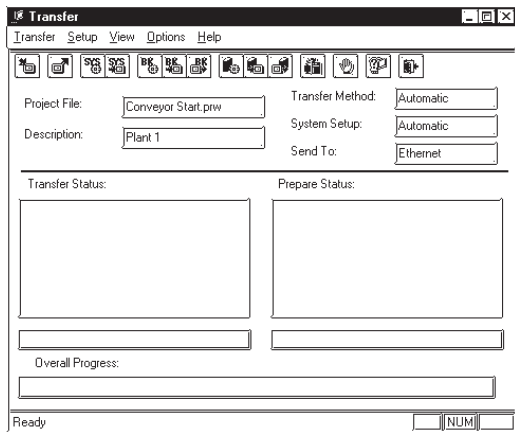 Transfer
Transfer Setup View Options Help
SYS SYS BK BK BK
Project File: Conveyor Start.prw
Description: Plant 1
Transfer Method: Automatic
System Setup: Automatic
Send To: Ethernet
Transfer Status:
Prepare Status:
Overall Progress:
Ready
NUM